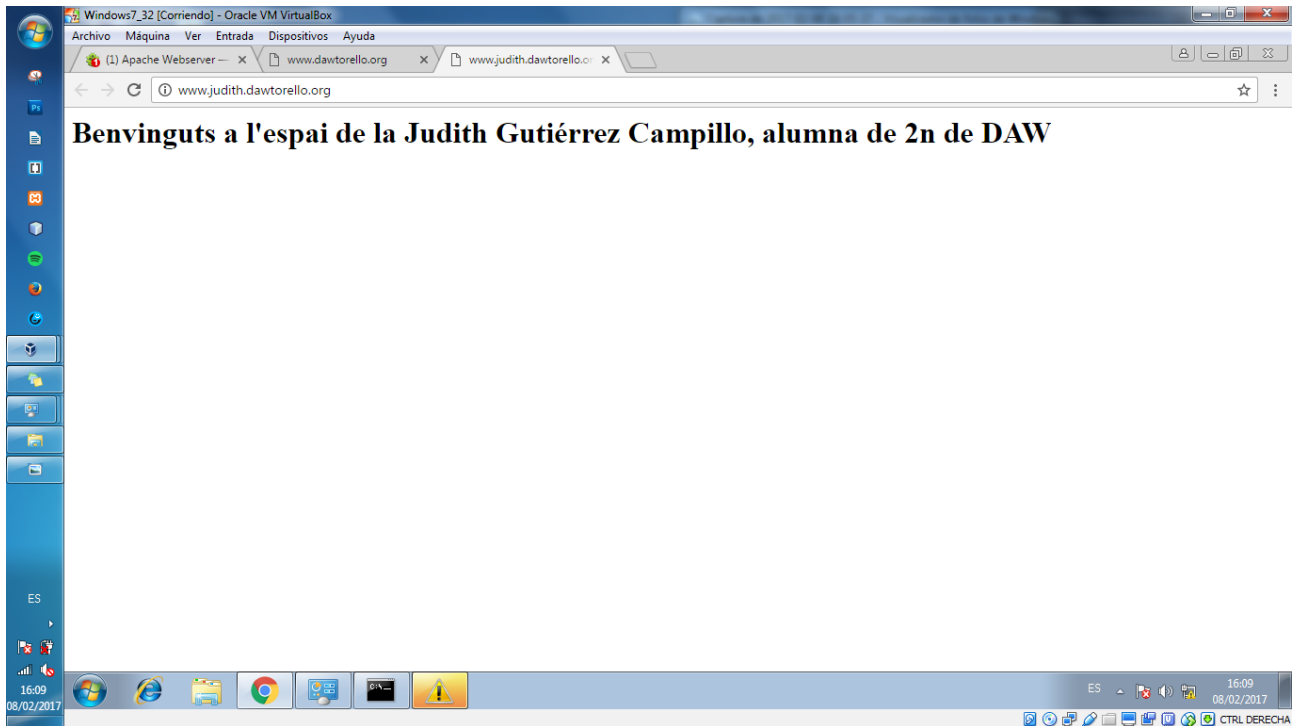 Windows7_32 [Corriendo] - Oracle VM VirtualBox
Archivo Máquina Ver Entrada Dispositivos Ayuda
(1) Apache Webserver — www.dawtorello.org www.judith.dawtorello.or
www.judith.dawtorello.org
Benvinguts a l'espai de la Judith Gutiérrez Campillo, alumna de 2n de DAW
Ps
ES
16:09
08/02/2017
C:\_
ES
16:09
08/02/2017
CTRL DERECHA